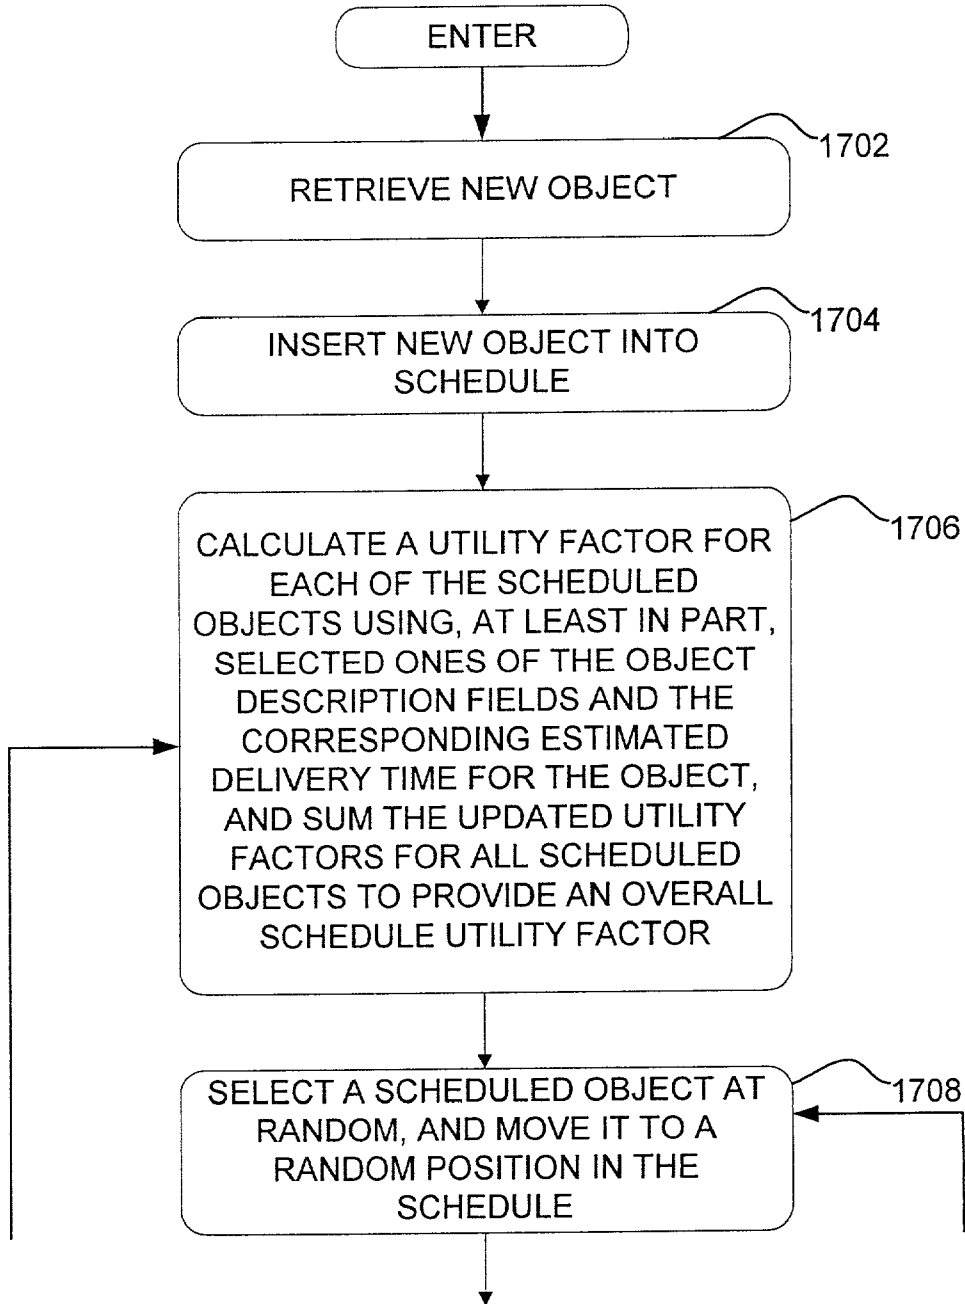 ENTER
1702
RETRIEVE NEW OBJECT
1704
INSERT NEW OBJECT INTO
SCHEDULE
1706
CALCULATE A UTILITY FACTOR FOR
EACH OF THE SCHEDULED
OBJECTS USING, AT LEAST IN PART,
SELECTED ONES OF THE OBJECT
DESCRIPTION FIELDS AND THE
CORRESPONDING ESTIMATED
DELIVERY TIME FOR THE OBJECT,
AND SUM THE UPDATED UTILITY
FACTORS FOR ALL SCHEDULED
OBJECTS TO PROVIDE AN OVERALL
SCHEDULE UTILITY FACTOR
1708
SELECT A SCHEDULED OBJECT AT
RANDOM, AND MOVE IT TO A
RANDOM POSITION IN THE
SCHEDULE